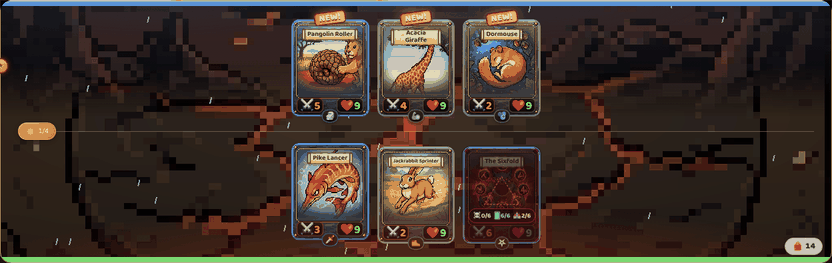 NEW!
NEW!
NEW!
Pangolin Roller
Acacia
Giraffe
Dormouse
5 9
4 9
2 9
1/4
Pike Lancer
Jackrabbit Sprinter
The Sixfold
0/6 6/6 2/6
3 9
2 9
6 9
14